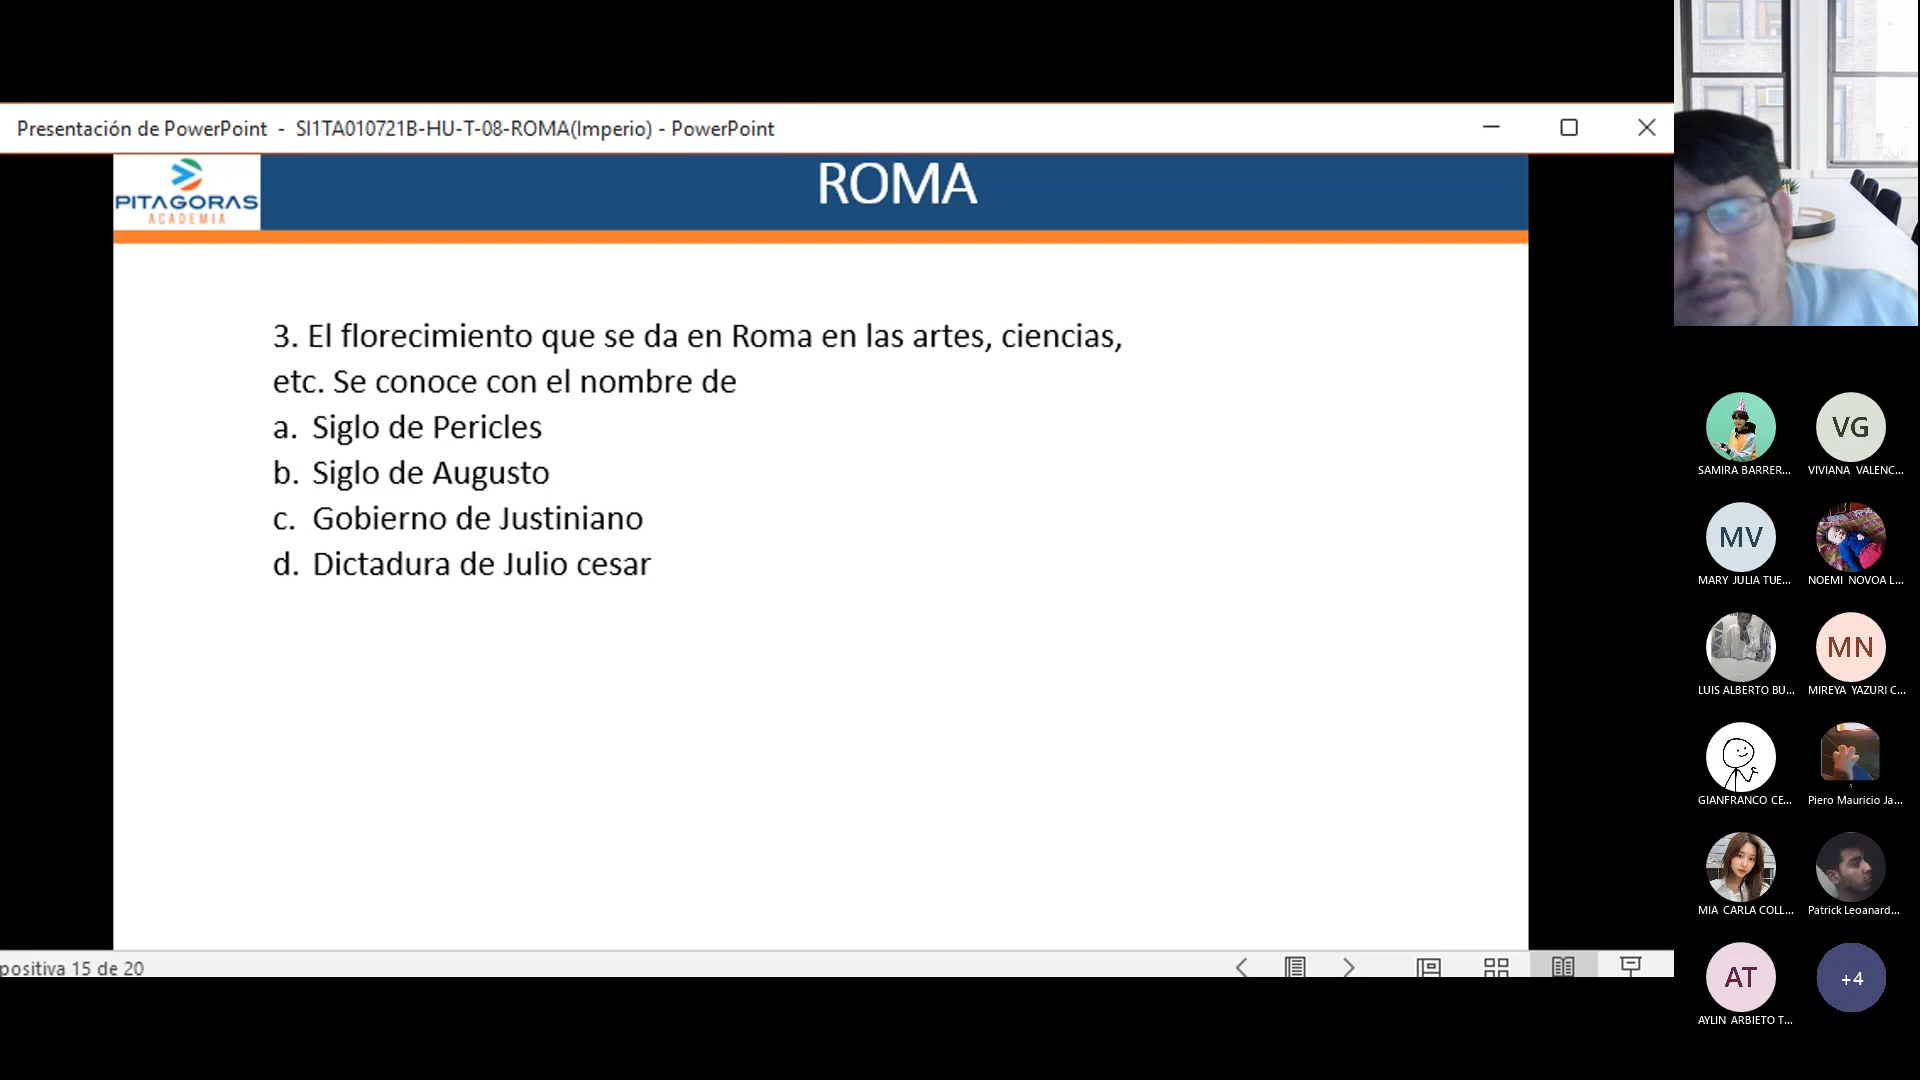 Presentación de PowerPoint - SI1TA010721B-HU-T-08-ROMA(Imperio) - PowerPoint
PITAGORAS
ACADEMIA
ROMA
3. El florecimiento que se da en Roma en las artes, ciencias,
etc. Se conoce con el nombre de
a. Siglo de Pericles
b. Siglo de Augusto
c. Gobierno de Justiniano
d. Dictadura de Julio cesar
positiva 15 de 20
VG
SAMIRA BARRER...
VIVIANA VALENC...
MV
MARY JULIA TUE...
NOEMI NOVOA L...
MN
LUIS ALBERTO BU...
MIREYA YAZURI C...
GIANFRANCO CE...
Piero Mauricio Ja...
MIA CARLA COLL...
Patrick Leoanard...
AT
+4
AYLIN ARBIETO T...